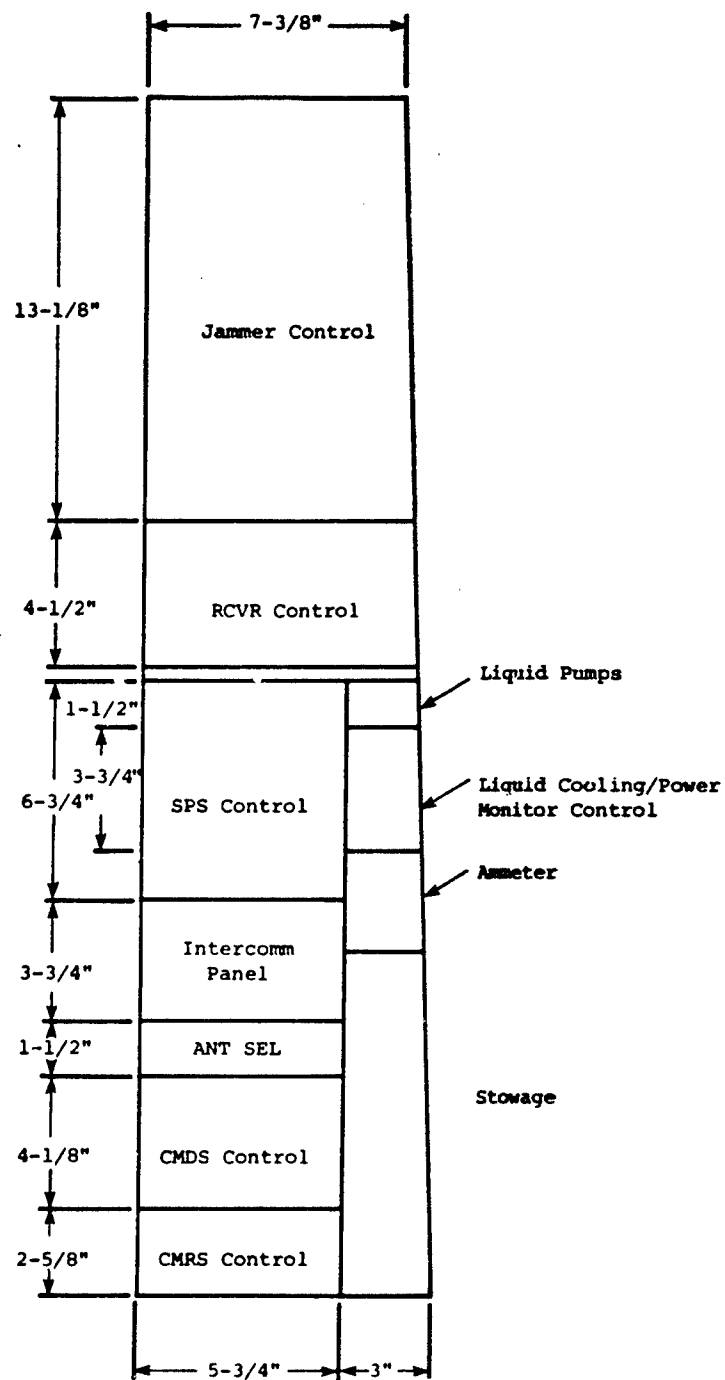 7-3/8"
13-1/8"
Jammer Control
4-1/2"
RCVR Control
Liquid Pumps
1-1/2"
3-3/4"
6-3/4"
SPS Control
Liquid Cooling/Power
Monitor Control
Ammeter
Intercomm
Panel
3-3/4"
1-1/2"
ANT SEL
Stowage
4-1/8"
CMDS Control
2-5/8"
CMRS Control
5-3/4"
3"